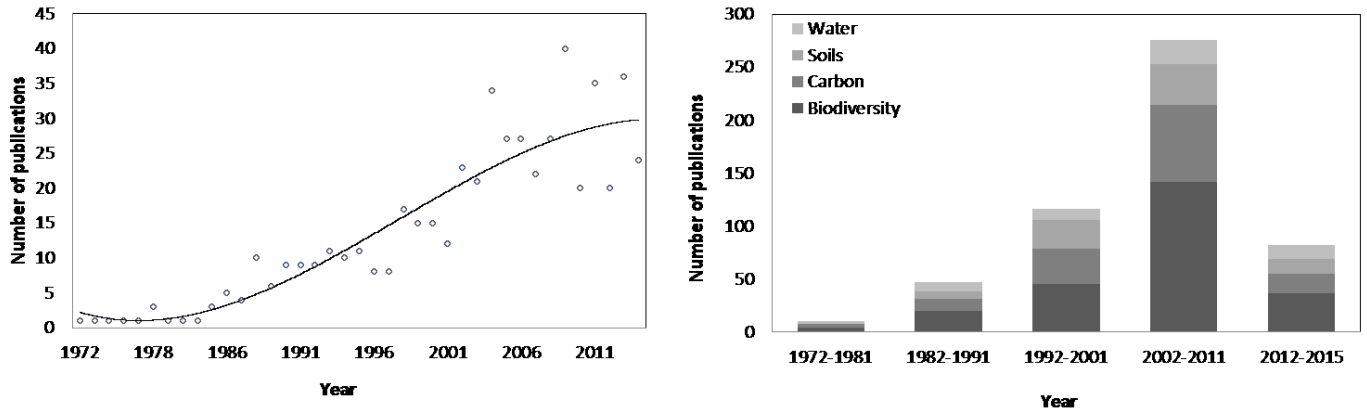 45
40
35
30
25
20
15
10
5
0
Number of publications
1972 1978 1986 1991 1996 2001 2006 2011
Year
300
250
200
150
100
50
0
Number of publications
Water
Soils
Carbon
Biodiversity
1972-1981 1982-1991 1992-2001 2002-2011 2012-2015
Year